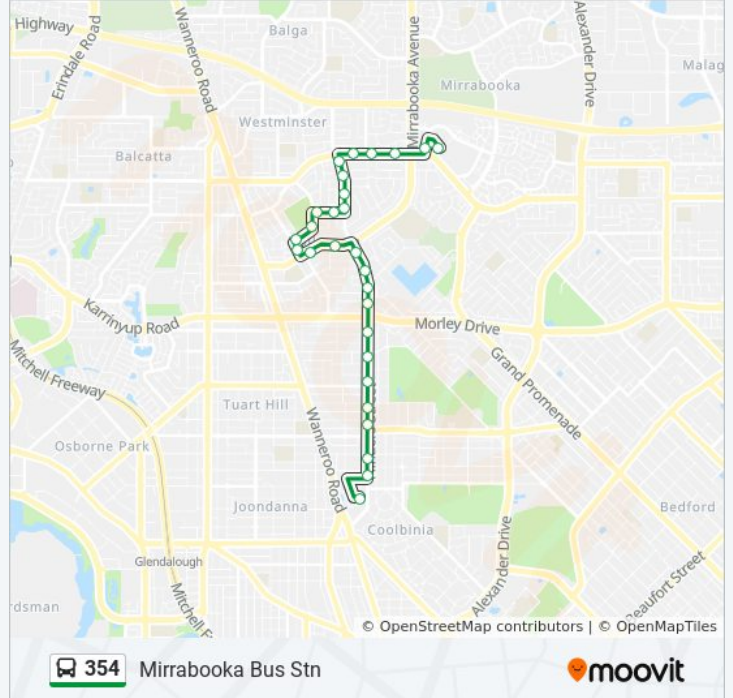 Highway
Erindale Road
Wanneroo Road
Balga
Mirrabooka Avenue
Alexander Drive
Malag
Mirrabooka
Westminster
Balcatta
Karrinyup Road
Morley Drive
Grand Promenade
Mitchell Freeway
Tuart Hill
Wanneroo Road
Osborne Park
Joondanna
Bedford
Coolbinia
Glendalough
Alexander Drive
Beaufort Street
rdsman
Mitchell F
© OpenStreetMap contributors | © OpenMapTiles
354 Mirrabooka Bus Stn
moovit